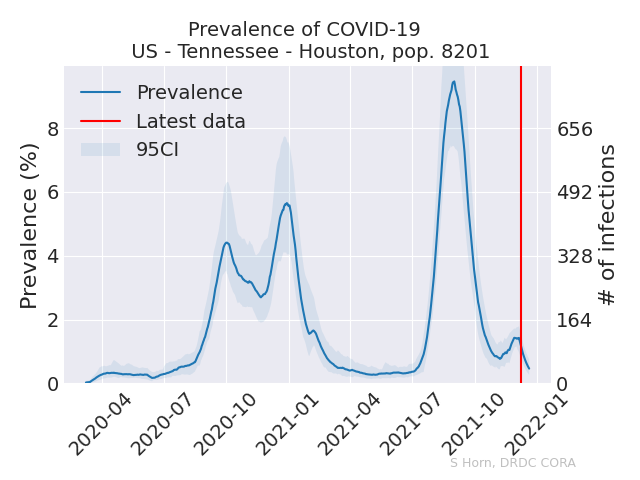 Prevalence of COVID-19
US - Tennessee - Houston, pop. 8201
Prevalence
Latest data
95CI
Prevalence (%)
8
6
4
2
0
656
492
328
164
0
# of infections
2020-04
2020-07
2020-10
2021-01
2021-04
2021-07
2021-10
2022-01
S Horn, DRDC CORA